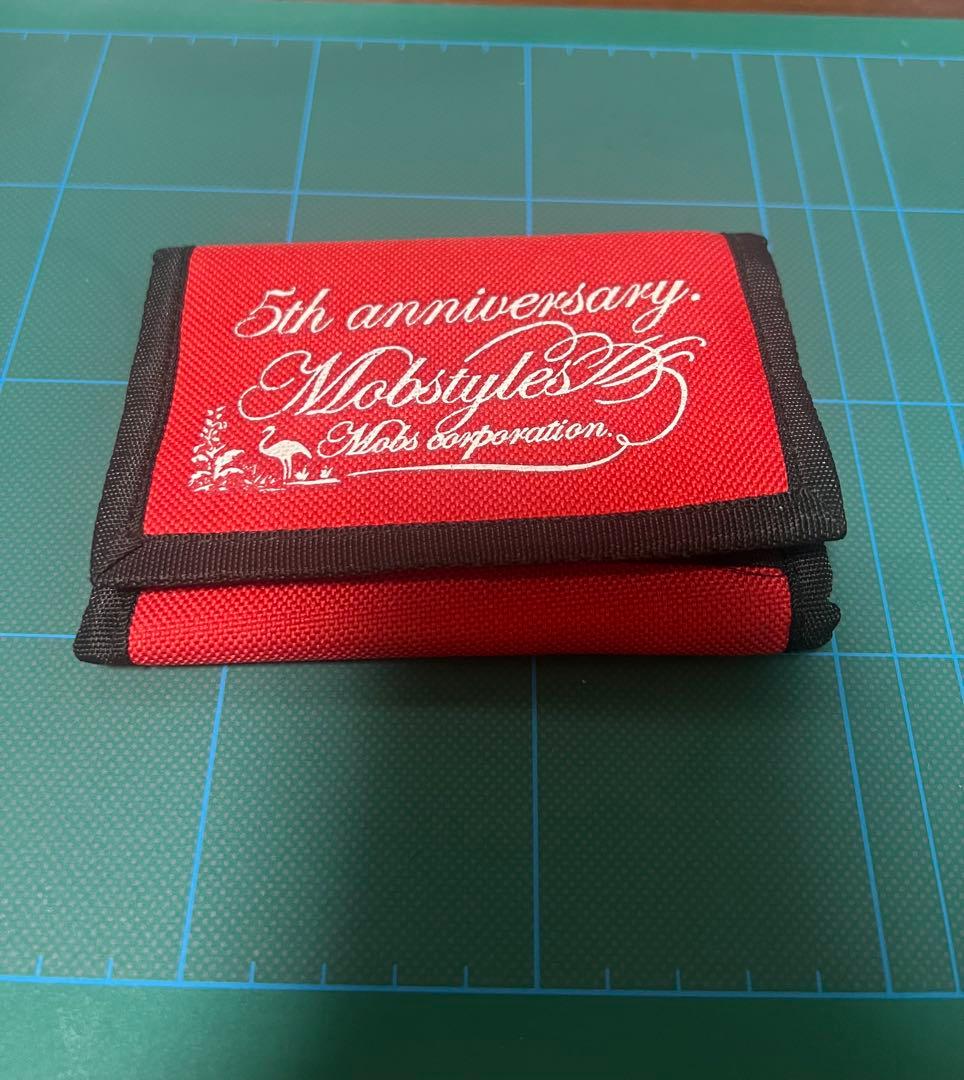 5th anniversary.
Mobstyles
Mobs corporation.